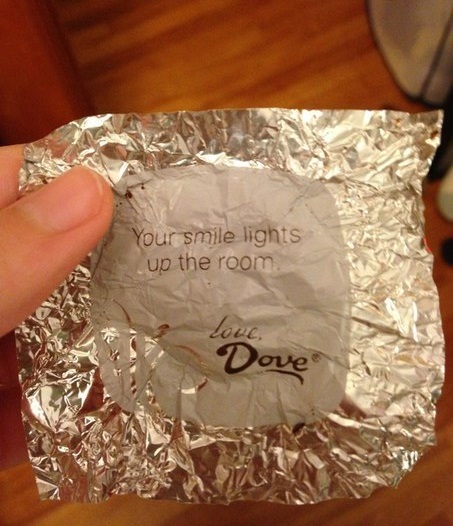 Your smile lights
up the room.
love,
Dove®